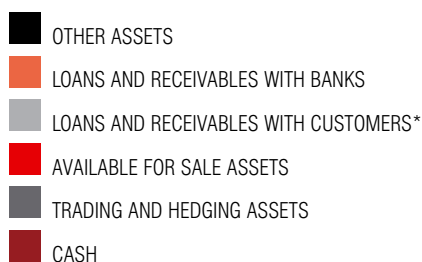 OTHER ASSETS
LOANS AND RECEIVABLES WITH BANKS
LOANS AND RECEIVABLES WITH CUSTOMERS*
AVAILABLE FOR SALE ASSETS
TRADING AND HEDGING ASSETS
CASH